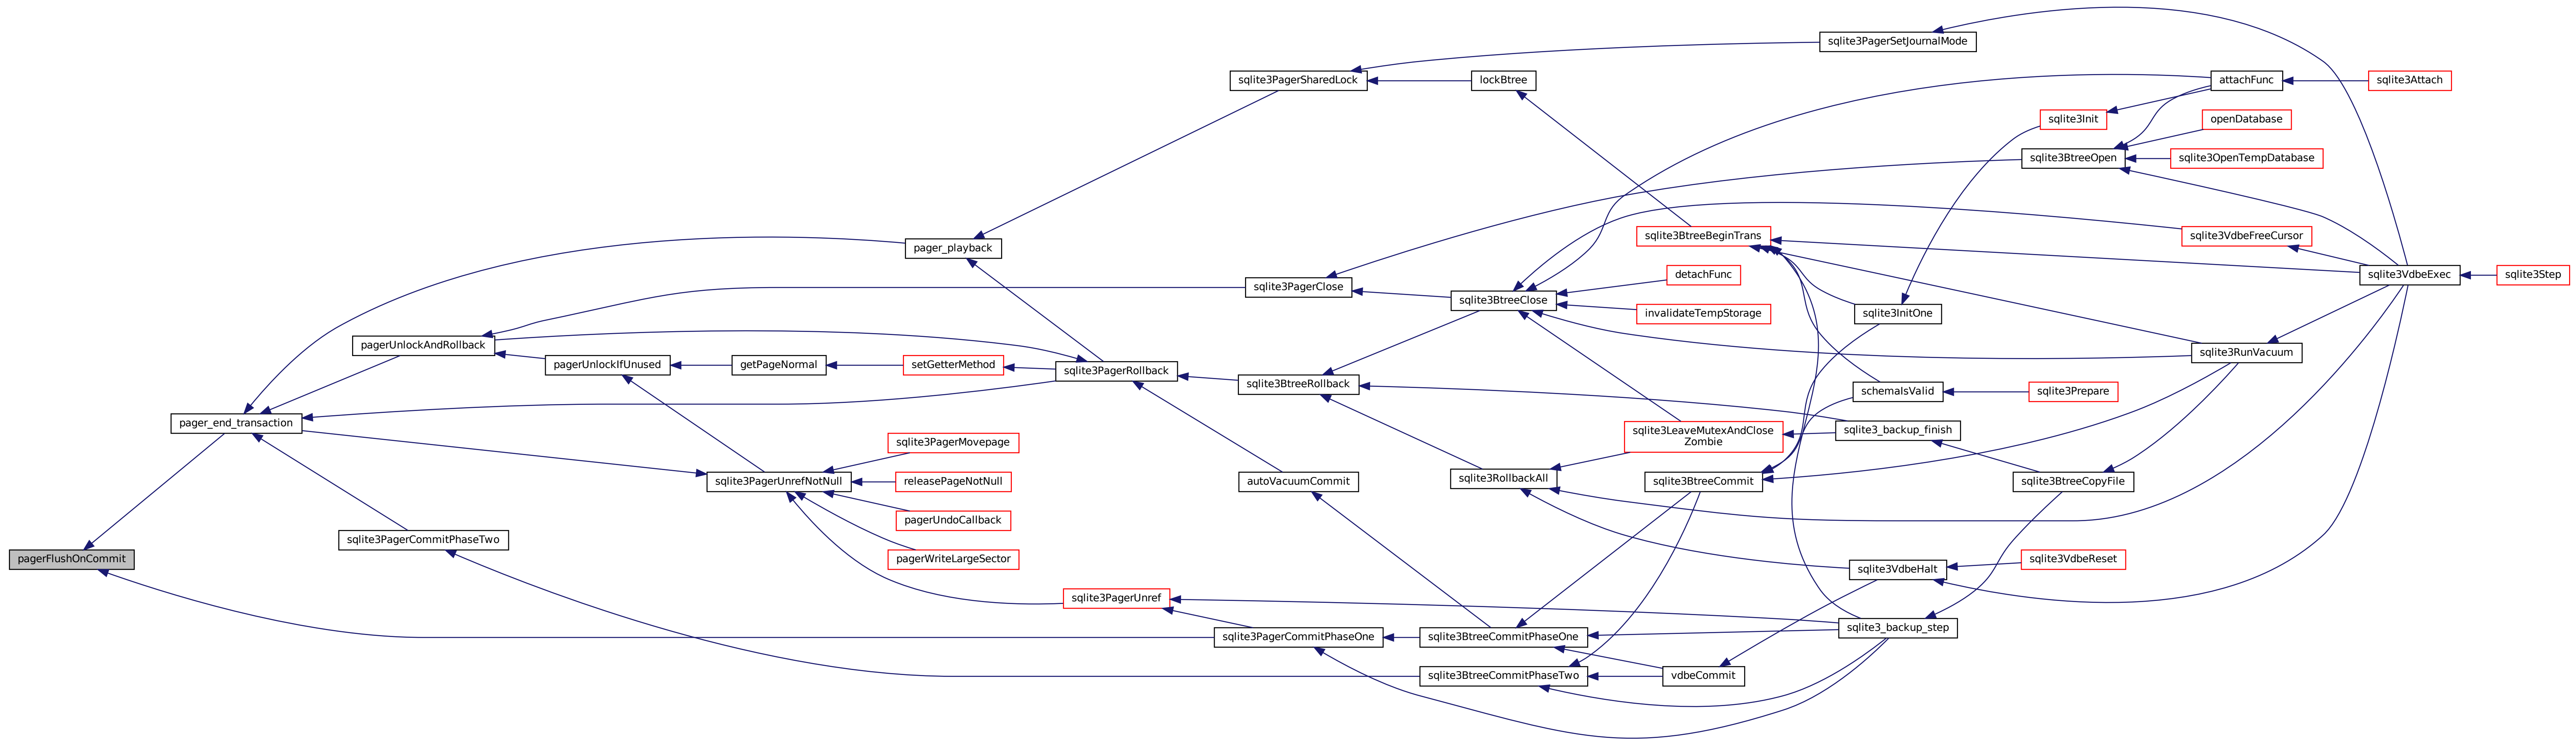 pagerFlushOnCommit
pager_end_transaction
sqlite3PagerCommitPhaseTwo
pagerUnlockAndRollback
pagerUnlockIfUnused
getPageNormal
sqlite3PagerUnrefNotNull
pager_playback
setGetterMethod
sqlite3PagerMovepage
releasePageNotNull
pagerUndoCallback
pagerWriteLargeSector
sqlite3PagerRollback
sqlite3PagerUnref
sqlite3PagerSharedLock
sqlite3PagerClose
sqlite3BtreeRollback
autoVacuumCommit
sqlite3PagerCommitPhaseOne
lockBtree
sqlite3BtreeClose
sqlite3RollbackAll
sqlite3BtreeCommitPhaseOne
sqlite3BtreeCommitPhaseTwo
sqlite3BtreeBeginTrans
detachFunc
invalidateTempStorage
sqlite3LeaveMutexAndClose
Zombie
sqlite3BtreeCommit
vdbeCommit
sqlite3PagerSetJournalMode
sqlite3InitOne
schemaIsValid
sqlite3_backup_finish
sqlite3VdbeHalt
sqlite3_backup_step
sqlite3Init
sqlite3BtreeOpen
sqlite3Prepare
sqlite3BtreeCopyFile
sqlite3VdbeReset
attachFunc
openDatabase
sqlite3OpenTempDatabase
sqlite3VdbeFreeCursor
sqlite3RunVacuum
sqlite3Attach
sqlite3VdbeExec
sqlite3Step